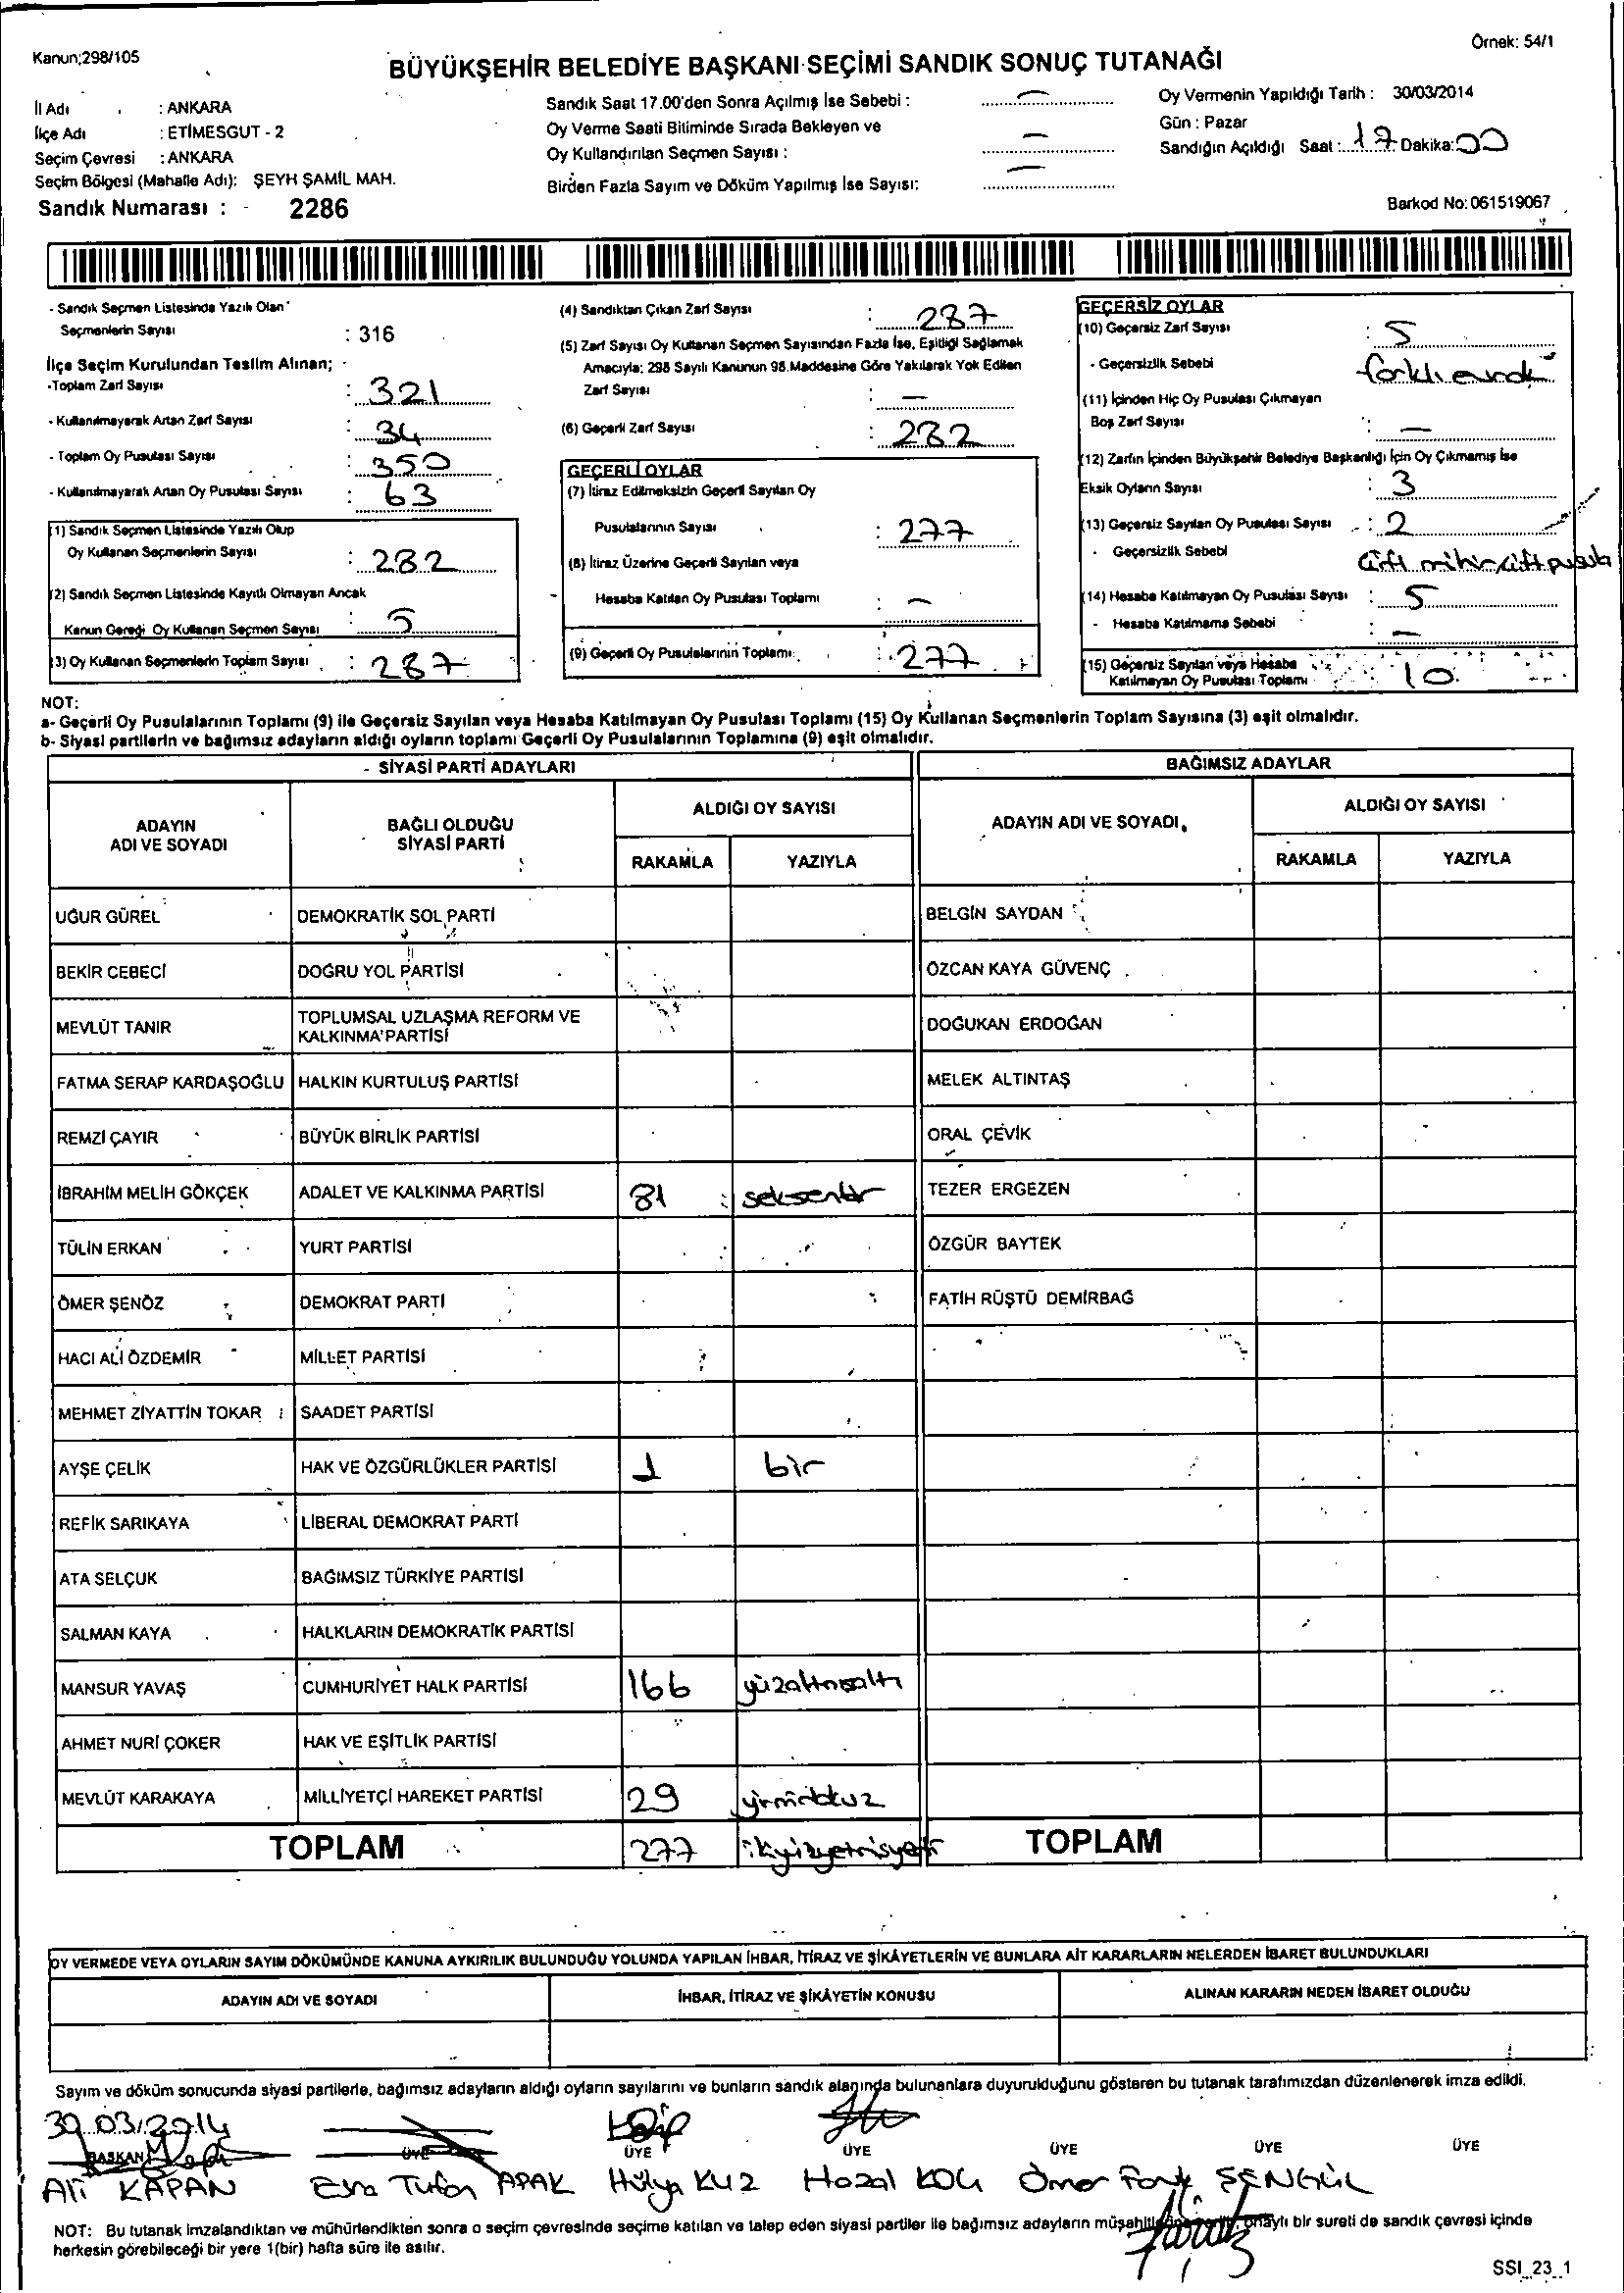 Kanun;298/105
Örnek: 54/1
BÜYÜKŞEHİR BELEDİYE BAŞKANI SEÇİMİ SANDIK SONUÇ TUTANAĞI
İl Adı : ANKARA
İlçe Adı : ETİMESGUT - 2
Seçim Çevresi : ANKARA
Seçim Bölgesi (Mahalle Adı): ŞEYH ŞAMİL MAH.
Sandık Numarası : 2286
Sandık Saat 17.00'den Sonra Açılmış İse Sebebi : —
Oy Verme Saati Bitiminde Sırada Bekleyen ve
Oy Kullandırılan Seçmen Sayısı : —
Birden Fazla Sayım ve Döküm Yapılmış İse Sayısı: —
Oy Vermenin Yapıldığı Tarih : 30/03/2014
Gün : Pazar
Sandığın Açıldığı Saat : 17 Dakika: 00
Barkod No: 061519067
- Sandık Seçmen Listesinde Yazılı Olan
Seçmenlerin Sayısı : 316
İlçe Seçim Kurulundan Teslim Alınan;
-Toplam Zarf Sayısı : 321
- Kullanılmayarak Artan Zarf Sayısı : 34
- Toplam Oy Pusulası Sayısı : 350
- Kullanılmayarak Artan Oy Pusulası Sayısı : 63
(1) Sandık Seçmen Listesinde Yazılı Olup
Oy Kullanan Seçmenlerin Sayısı : 282
(2) Sandık Seçmen Listesinde Kayıtlı Olmayan Ancak
Kanun Gereği Oy Kullanan Seçmen Sayısı : 5
(3) Oy Kullanan Seçmenlerin Toplam Sayısı : 287
(4) Sandıktan Çıkan Zarf Sayısı : 287
(5) Zarf Sayısı Oy Kullanan Seçmen Sayısından Fazla İse, Eşitliği Sağlamak
Amacıyla; 298 Sayılı Kanunun 98.Maddesine Göre Yakılarak Yok Edilen
Zarf Sayısı : —
(6) Geçerli Zarf Sayısı : 282
GEÇERLİ OYLAR
(7) İtiraz Edilmeksizin Geçerli Sayılan Oy
Pusulalarının Sayısı : 277
(8) İtiraz Üzerine Geçerli Sayılan veya
Hesaba Katılan Oy Pusulası Toplamı : —
(9) Geçerli Oy Pusulalarının Toplamı : 277
GEÇERSİZ OYLAR
(10) Geçersiz Zarf Sayısı : 5
- Geçersizlik Sebebi farklı evrak
(11) İçinden Hiç Oy Pusulası Çıkmayan
Boş Zarf Sayısı : —
(12) Zarfın İçinden Büyükşehir Belediye Başkanlığı İçin Oy Çıkmamış İse
Eksik Oyların Sayısı : 3
(13) Geçersiz Sayılan Oy Pusulası Sayısı : 2
- Geçersizlik Sebebi çift mühür, çift pusula
(14) Hesaba Katılmayan Oy Pusulası Sayısı : 5
- Hesaba Katılmama Sebebi : —
(15) Geçersiz Sayılan veya Hesaba
Katılmayan Oy Pusulası Toplamı : 10
NOT:
a- Geçerli Oy Pusulalarının Toplamı (9) ile Geçersiz Sayılan veya Hesaba Katılmayan Oy Pusulası Toplamı (15) Oy Kullanan Seçmenlerin Toplam Sayısına (3) eşit olmalıdır.
b- Siyasi partilerin ve bağımsız adayların aldığı oyların toplamı Geçerli Oy Pusulalarının Toplamına (9) eşit olmalıdır.
SİYASİ PARTİ ADAYLARI
BAĞIMSIZ ADAYLAR
ADAYIN
ADI VE SOYADI
BAĞLI OLDUĞU
SİYASİ PARTİ
ALDIĞI OY SAYISI
RAKAMLA YAZIYLA
ADAYIN ADI VE SOYADI
ALDIĞI OY SAYISI
RAKAMLA YAZIYLA
UĞUR GÜREL DEMOKRATİK SOL PARTİ BELGİN SAYDAN
BEKİR CEBECİ DOĞRU YOL PARTİSİ ÖZCAN KAYA GÜVENÇ
MEVLÜT TANIR TOPLUMSAL UZLAŞMA REFORM VE
KALKINMA PARTİSİ DOĞUKAN ERDOĞAN
FATMA SERAP KARDAŞOĞLU HALKIN KURTULUŞ PARTİSİ MELEK ALTINTAŞ
REMZİ ÇAYIR BÜYÜK BİRLİK PARTİSİ ORAL ÇEVİK
İBRAHİM MELİH GÖKÇEK ADALET VE KALKINMA PARTİSİ 81 seksenbir TEZER ERGEZEN
TÜLİN ERKAN YURT PARTİSİ ÖZGÜR BAYTEK
ÖMER ŞENÖZ DEMOKRAT PARTİ FATİH RÜŞTÜ DEMİRBAĞ
HACI ALİ ÖZDEMİR MİLLET PARTİSİ
MEHMET ZİYATTİN TOKAR SAADET PARTİSİ
AYŞE ÇELİK HAK VE ÖZGÜRLÜKLER PARTİSİ 1 bir
REFİK SARIKAYA LİBERAL DEMOKRAT PARTİ
ATA SELÇUK BAĞIMSIZ TÜRKİYE PARTİSİ
SALMAN KAYA HALKLARIN DEMOKRATİK PARTİSİ
MANSUR YAVAŞ CUMHURİYET HALK PARTİSİ 166 yüzaltmışaltı
AHMET NURİ ÇOKER HAK VE EŞİTLİK PARTİSİ
MEVLÜT KARAKAYA MİLLİYETÇİ HAREKET PARTİSİ 29 yirmidokuz
TOPLAM 277 ikiyüzyetmişyedi TOPLAM
OY VERMEDE VEYA OYLARIN SAYIM DÖKÜMÜNDE KANUNA AYKIRILIK BULUNDUĞU YOLUNDA YAPILAN İHBAR, İTİRAZ VE ŞİKÂYETLERİN VE BUNLARA AİT KARARLARIN NELERDEN İBARET BULUNDUKLARI
ADAYIN ADI VE SOYADI İHBAR, İTİRAZ VE ŞİKÂYETİN KONUSU ALINAN KARARIN NEDEN İBARET OLDUĞU
Sayım ve döküm sonucunda siyasi partilerle, bağımsız adayların aldığı oyların sayılarını ve bunların sandık alanında bulunanlara duyurulduğunu gösteren bu tutanak tarafımızdan düzenlenerek imza edildi.
30.03.2014
BAŞKAN ÜYE ÜYE ÜYE ÜYE ÜYE ÜYE
Ali KAPAN Esra Tufan APAK Hülya KUZ Hazal KOÇ Ömer Faruk ŞENGÜL
NOT: Bu tutanak imzalandıktan ve mühürlendikten sonra o seçim çevresinde seçime katılan ve talep eden siyasi partiler ile bağımsız adayların onaylı bir sureti de sandık çevresi içinde
herkesin görebileceği bir yere 1(bir) hafta süre ile asılır.
SSI_23_1